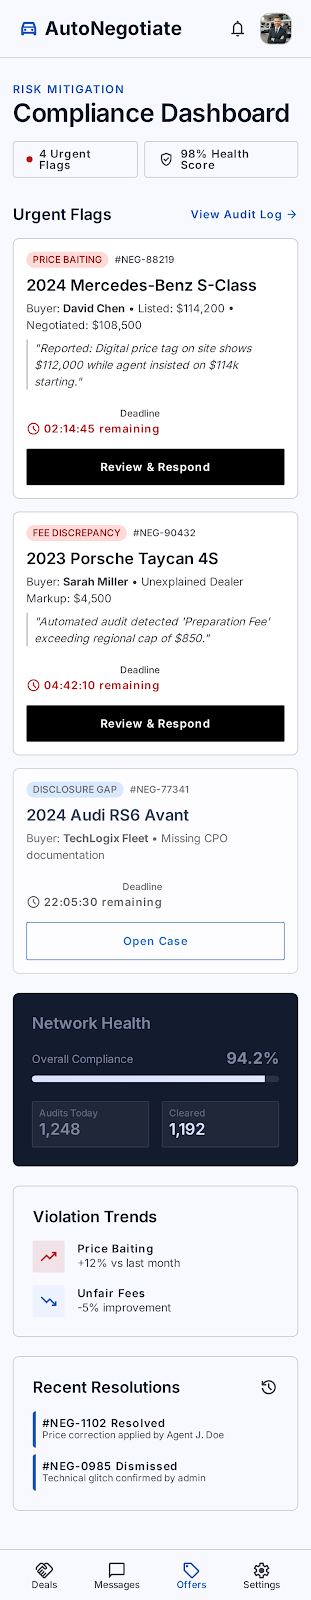 AutoNegotiate
RISK MITIGATION
Compliance Dashboard
4 Urgent
Flags
98% Health
Score
Urgent Flags
View Audit Log →
PRICE BAITING #NEG-88219
2024 Mercedes-Benz S-Class
Buyer: David Chen • Listed: $114,200 •
Negotiated: $108,500
"Reported: Digital price tag on site shows
$112,000 while agent insisted on $114k
starting."
Deadline
02:14:45 remaining
Review & Respond
FEE DISCREPANCY #NEG-90432
2023 Porsche Taycan 4S
Buyer: Sarah Miller • Unexplained Dealer
Markup: $4,500
"Automated audit detected 'Preparation Fee'
exceeding regional cap of $850."
Deadline
04:42:10 remaining
Review & Respond
DISCLOSURE GAP #NEG-77341
2024 Audi RS6 Avant
Buyer: TechLogix Fleet • Missing CPO
documentation
Deadline
22:05:30 remaining
Open Case
Network Health
Overall Compliance 94.2%
Audits Today
1,248
Cleared
1,192
Violation Trends
Price Baiting
+12% vs last month
Unfair Fees
-5% improvement
Recent Resolutions
#NEG-1102 Resolved
Price correction applied by Agent J. Doe
#NEG-0985 Dismissed
Technical glitch confirmed by admin
Deals Messages Offers Settings